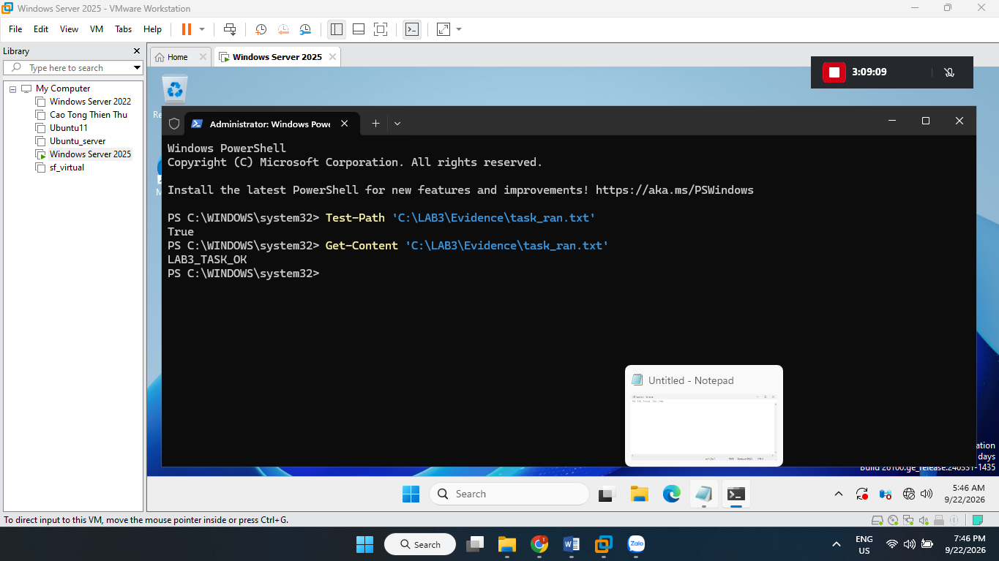 Windows Server 2025 - VMware Workstation
File Edit View VM Tabs Help
Library
Type here to search
My Computer
Windows Server 2022
Cao Tong Thien Thu
Ubuntu11
Ubuntu_server
Windows Server 2025
sf_virtual
Home
Windows Server 2025
3:09:09
Administrator: Windows Powe
Windows PowerShell
Copyright (C) Microsoft Corporation. All rights reserved.
Install the latest PowerShell for new features and improvements! https://aka.ms/PSWindows
PS C:\WINDOWS\system32> Test-Path 'C:\LAB3\Evidence\task_ran.txt'
True
PS C:\WINDOWS\system32> Get-Content 'C:\LAB3\Evidence\task_ran.txt'
LAB3_TASK_OK
PS C:\WINDOWS\system32>
Untitled - Notepad
ation
days
Build 26100.ge_release.240331-1435
Search
5:46 AM
9/22/2026
To direct input to this VM, move the mouse pointer inside or press Ctrl+G.
Search
Zalo
ENG
US
7:46 PM
9/22/2026